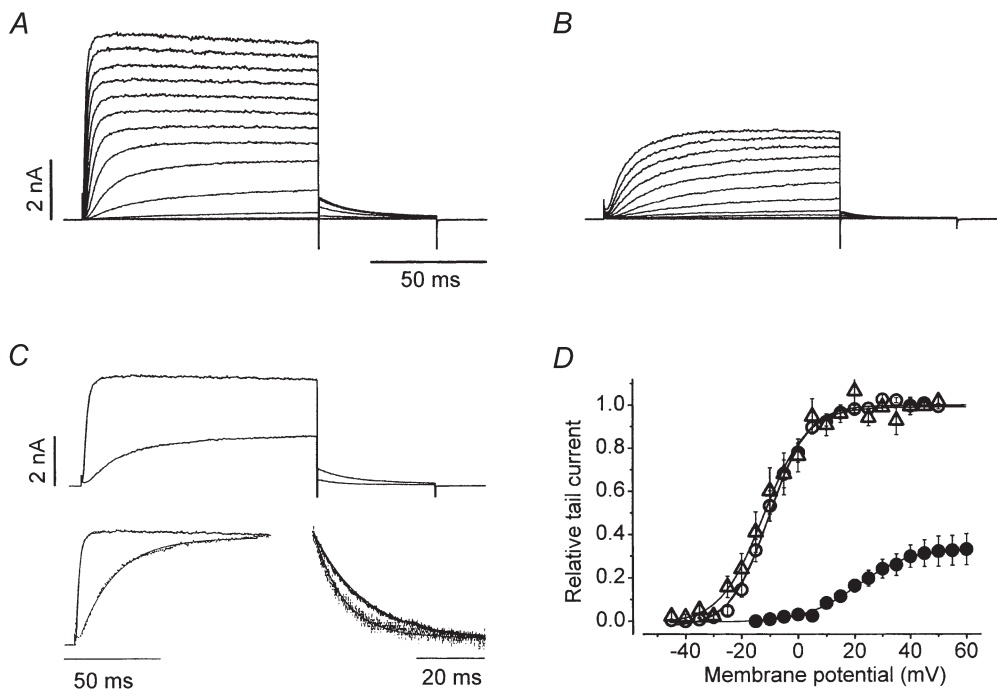 A
B
2 nA
50 ms
C
D
2 nA
50 ms
20 ms
Relative tail current
1.0
0.8
0.6
0.4
0.2
0.0
-40 -20 0 20 40 60
Membrane potential (mV)